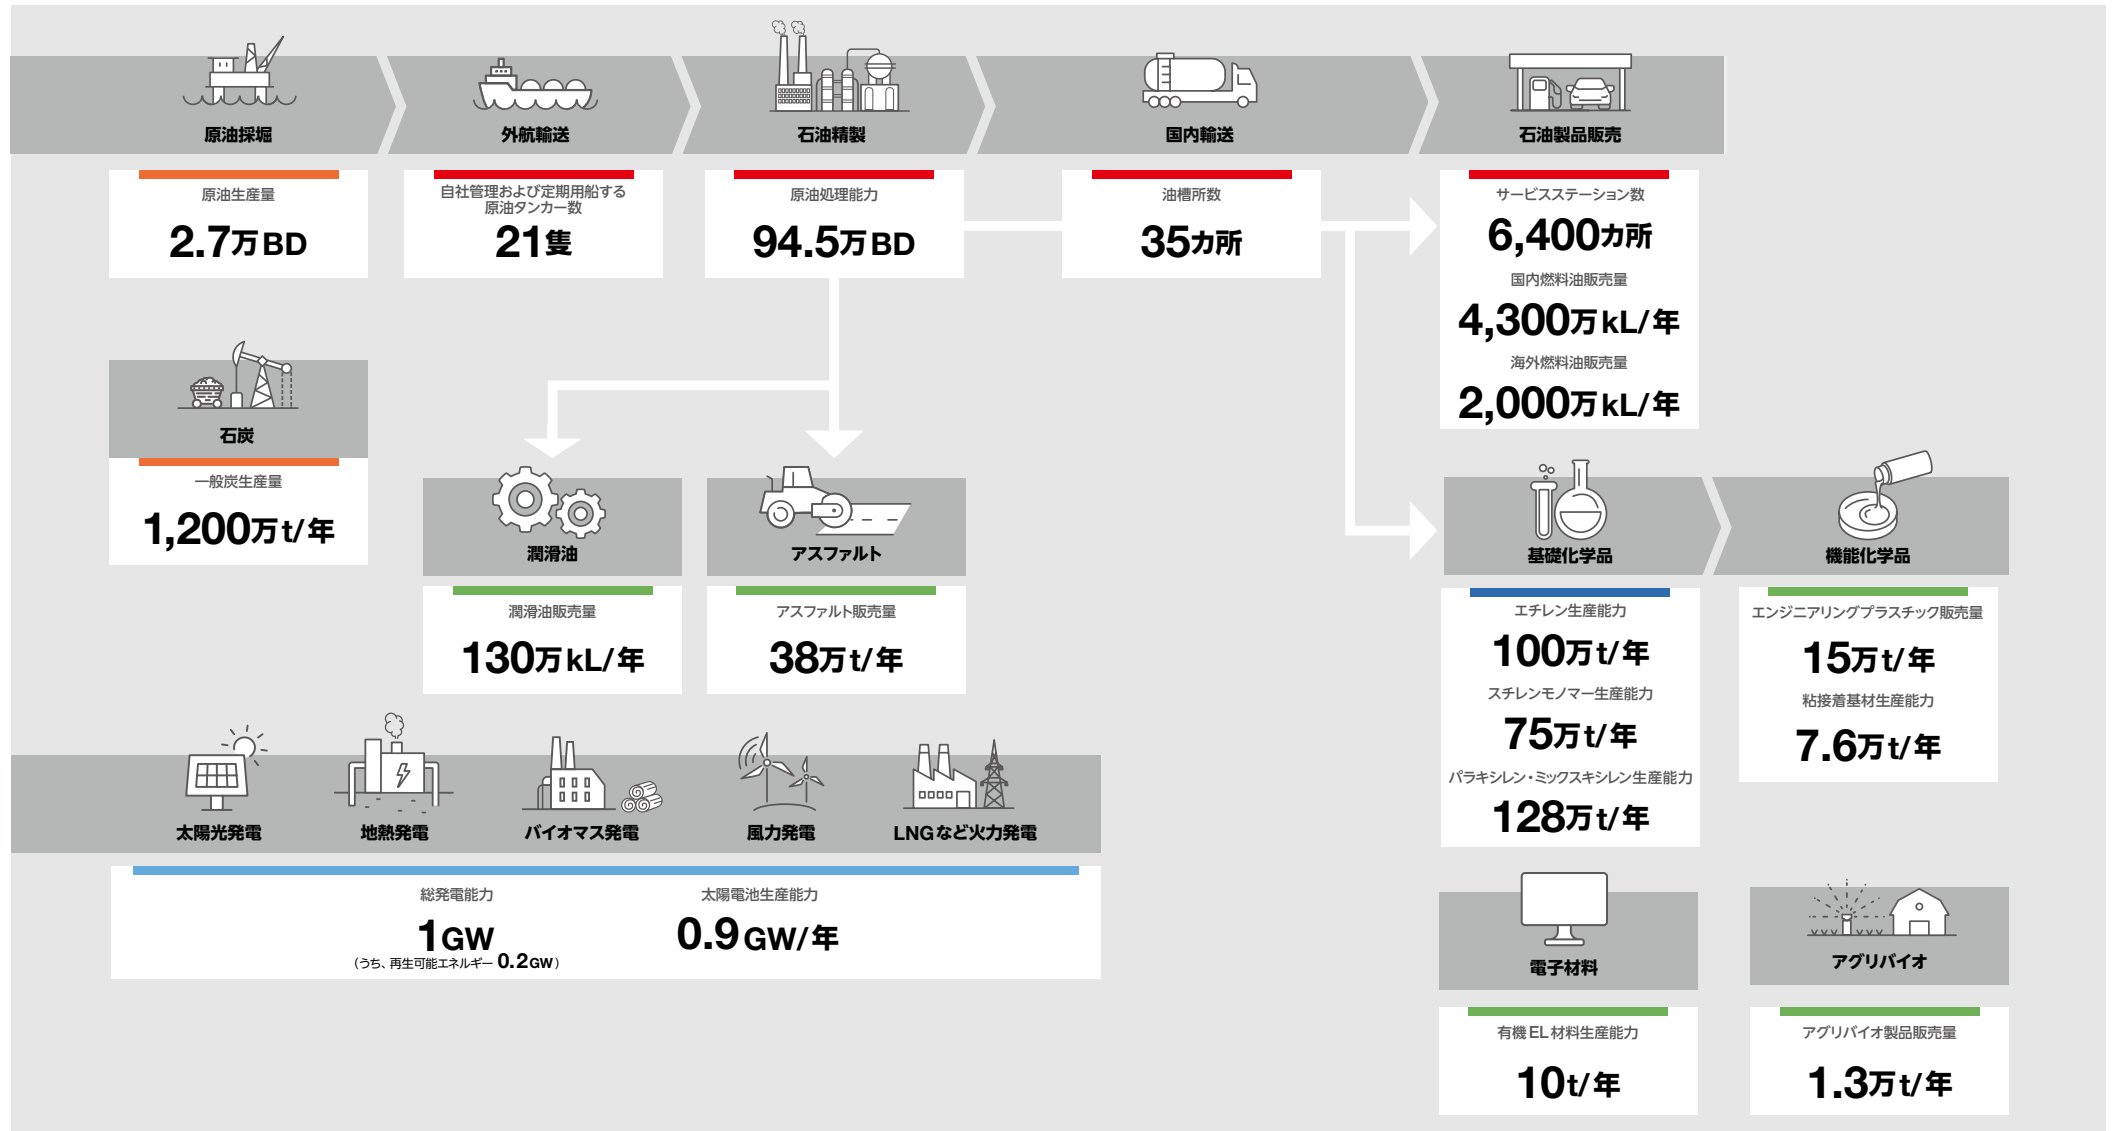 原油採堀
外航輸送
石油精製
国内輸送
石油製品販売
原油生産量
2.7万BD
自社管理および定期用船する
原油タンカー数
21隻
原油処理能力
94.5万BD
油槽所数
35カ所
サービスステーション数
6,400カ所
国内燃料油販売量
4,300万kL/年
海外燃料油販売量
2,000万kL/年
石炭
一般炭生産量
1,200万t/年
潤滑油
潤滑油販売量
130万kL/年
アスファルト
アスファルト販売量
38万t/年
基礎化学品
エチレン生産能力
100万t/年
スチレンモノマー生産能力
75万t/年
パラキシレン・ミックスキシレン生産能力
128万t/年
機能化学品
エンジニアリングプラスチック販売量
15万t/年
粘接着基材生産能力
7.6万t/年
太陽光発電
地熱発電
バイオマス発電
風力発電
LNGなど火力発電
総発電能力
1GW
（うち、再生可能エネルギー 0.2GW）
太陽電池生産能力
0.9GW/年
電子材料
有機EL材料生産能力
10t/年
アグリバイオ
アグリバイオ製品販売量
1.3万t/年